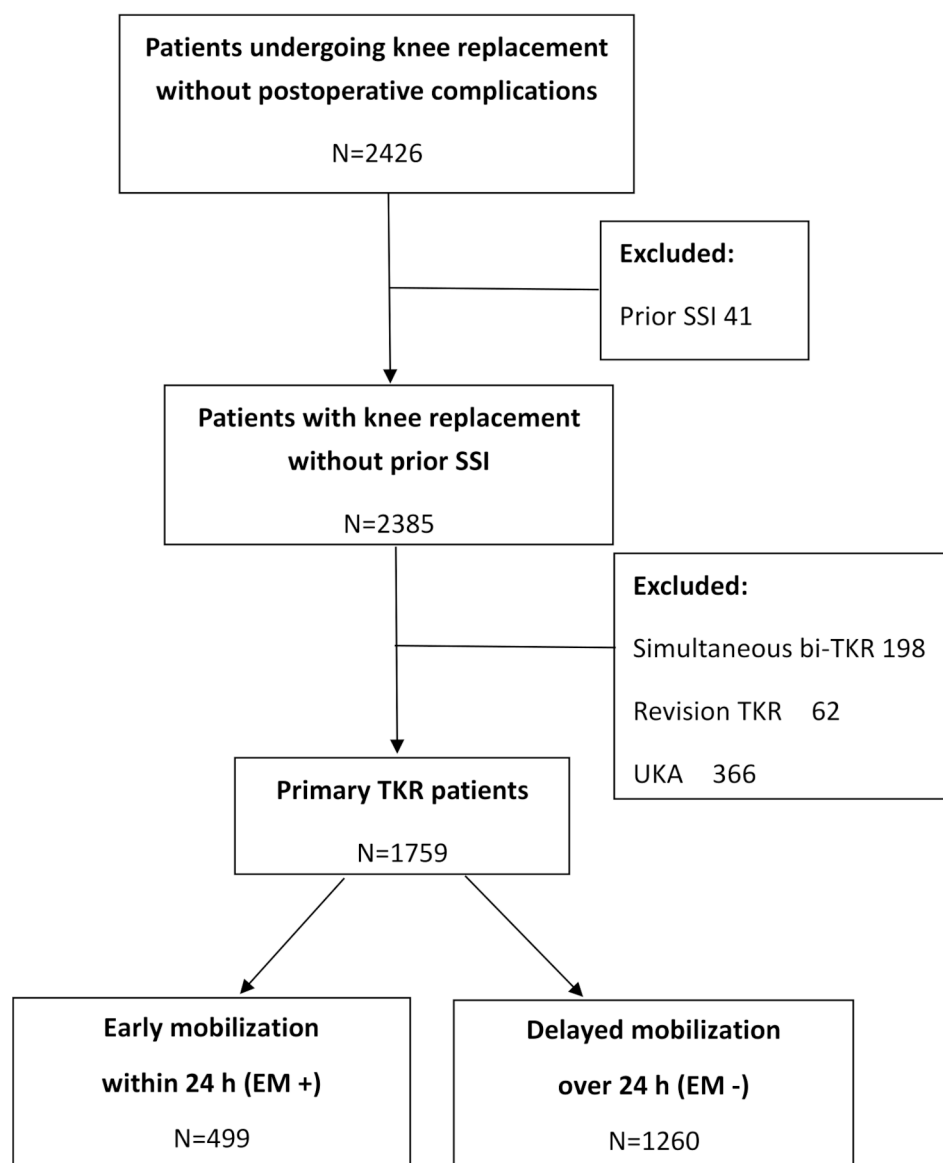 Patients undergoing knee replacement
without postoperative complications
N=2426
Excluded:
Prior SSI 41
Patients with knee replacement
without prior SSI
N=2385
Excluded:
Simultaneous bi-TKR 198
Revision TKR 62
UKA 366
Primary TKR patients
N=1759
Early mobilization
within 24 h (EM +)
N=499
Delayed mobilization
over 24 h (EM -)
N=1260